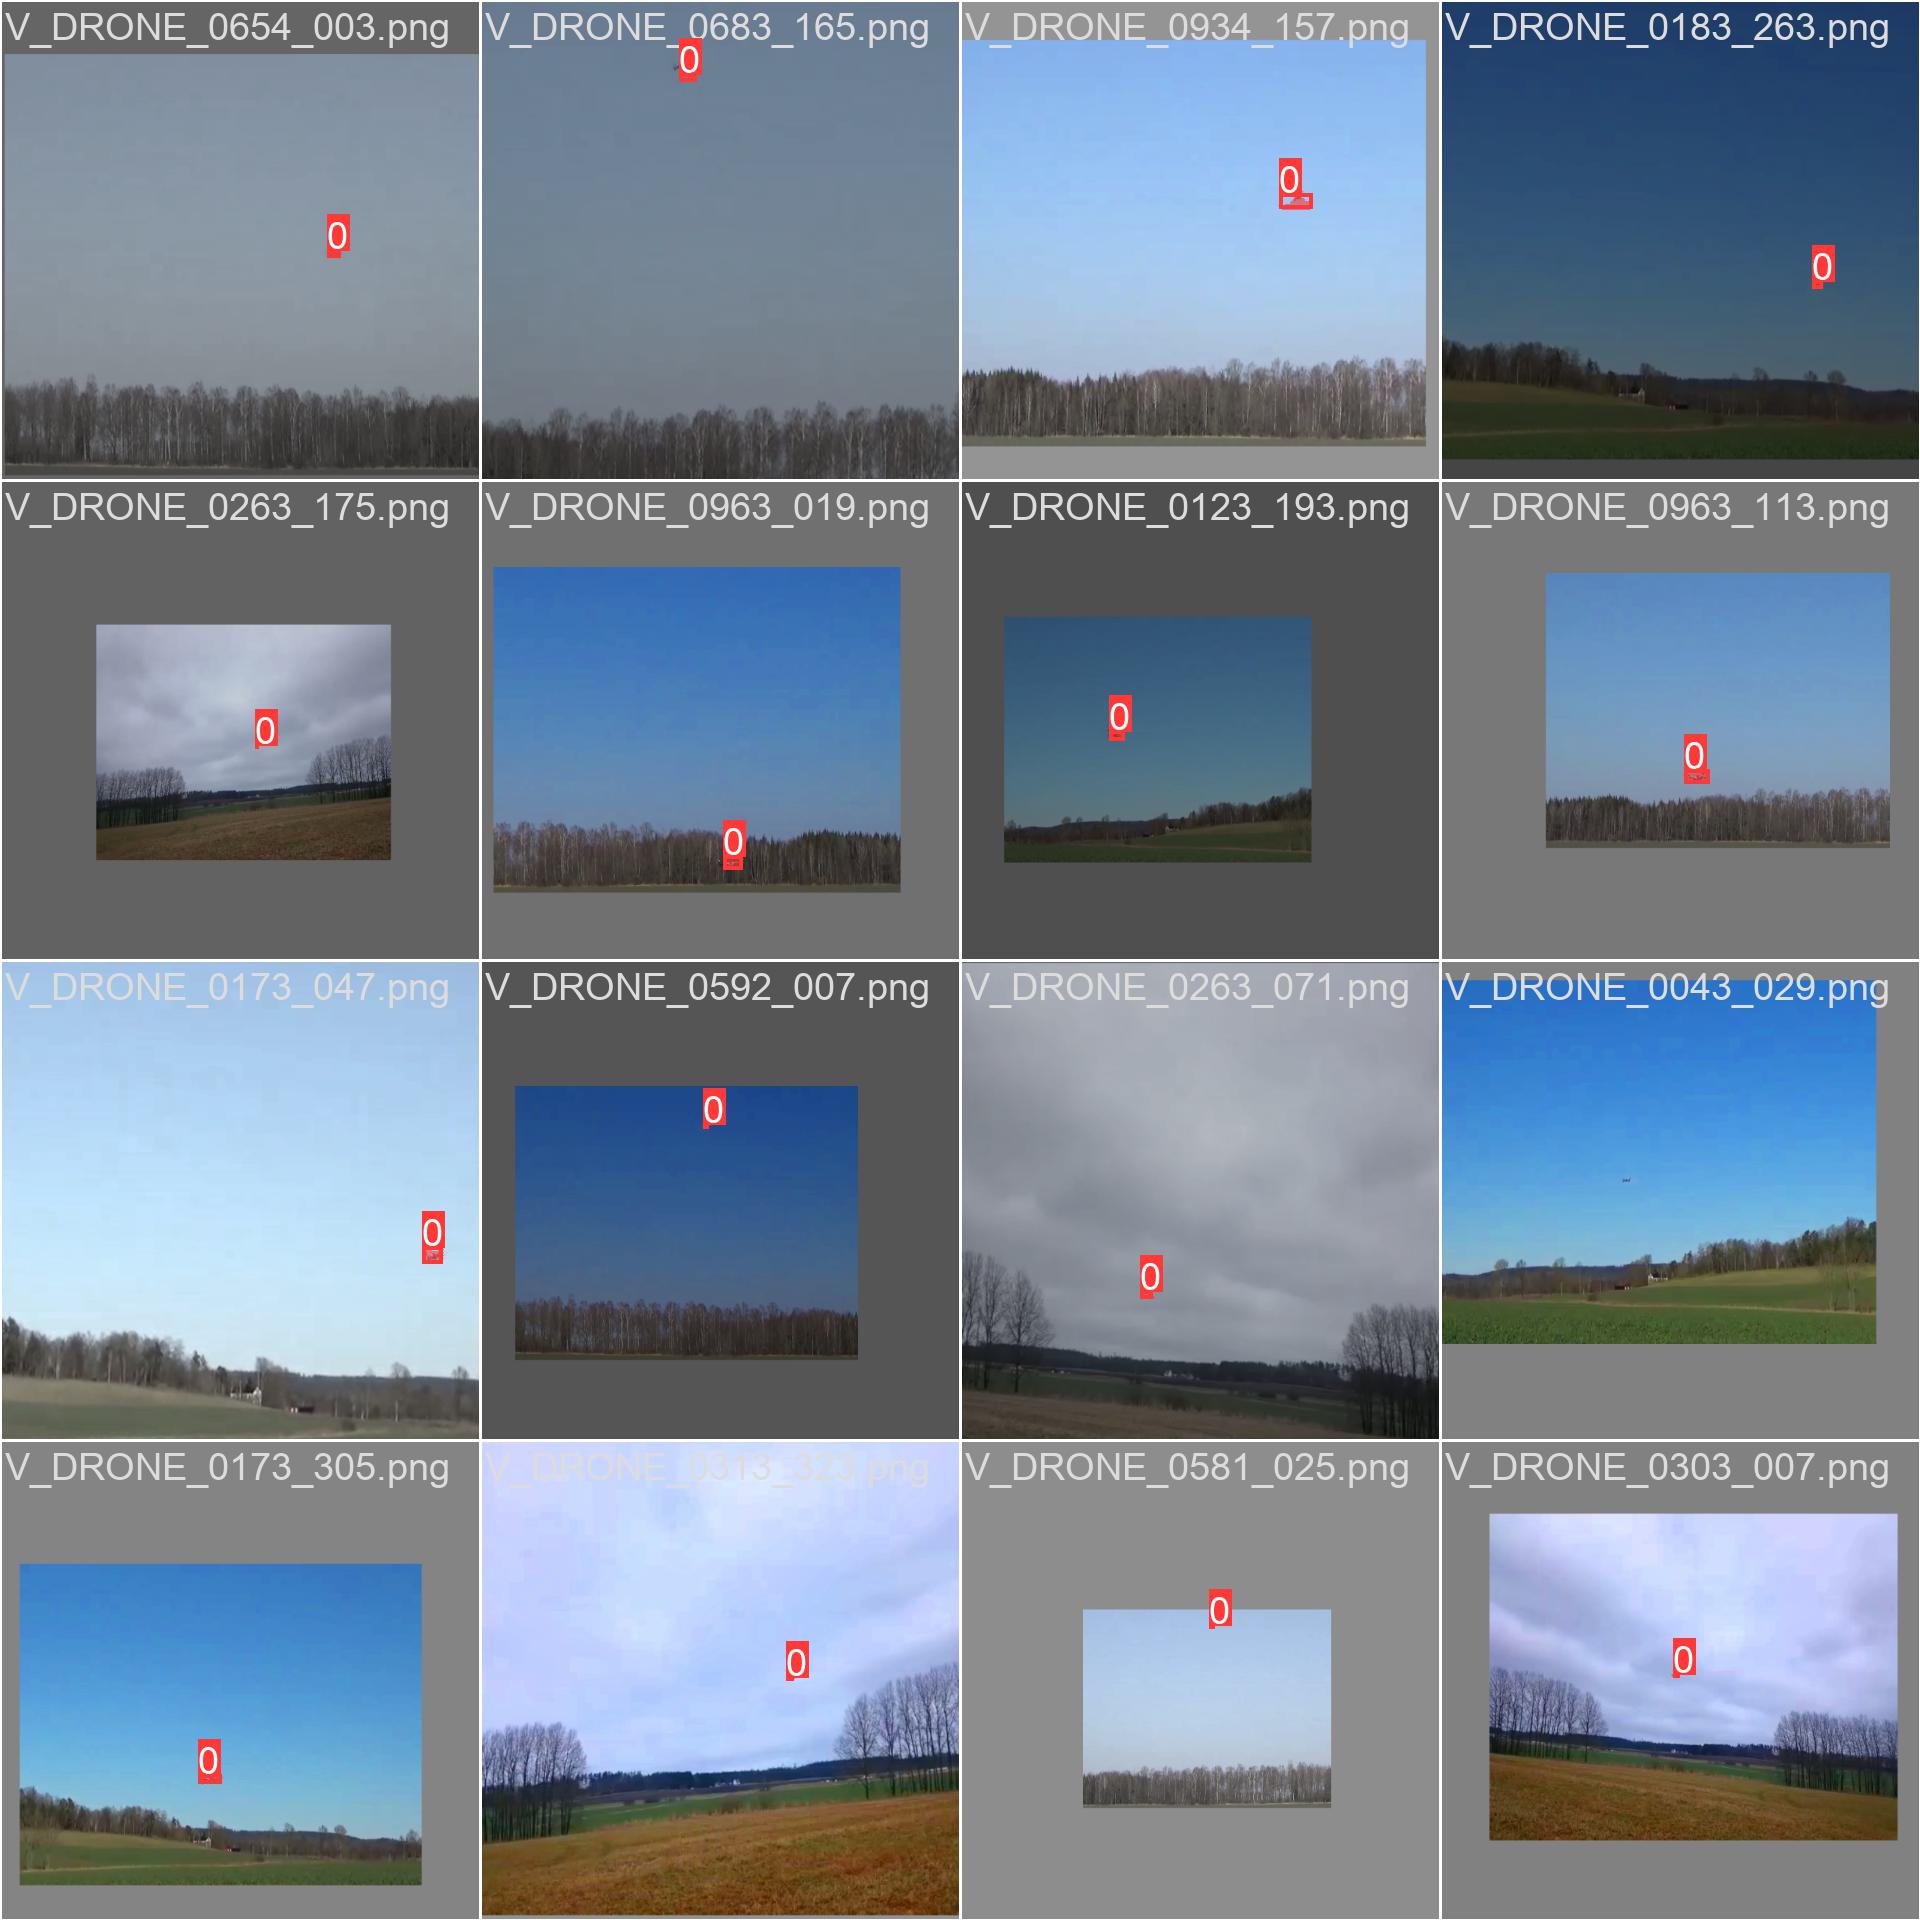 V_DRONE_0654_003.png
V_DRONE_0683_165.png
V_DRONE_0934_157.png
V_DRONE_0183_263.png
0
0
0
0
V_DRONE_0263_175.png
V_DRONE_0963_019.png
V_DRONE_0123_193.png
V_DRONE_0963_113.png
0
0
0
0
V_DRONE_0173_047.png
V_DRONE_0592_007.png
V_DRONE_0263_071.png
V_DRONE_0043_029.png
0
0
0
V_DRONE_0173_305.png
V_DRONE_0313_323.png
V_DRONE_0581_025.png
V_DRONE_0303_007.png
0
0
0
0